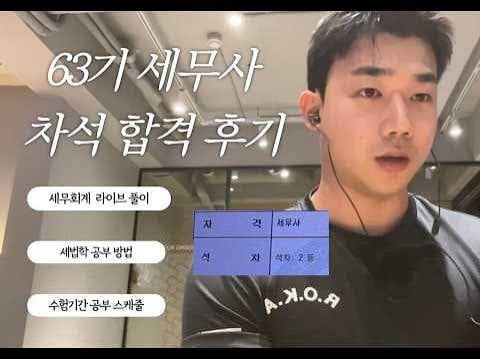 63기 세무사
차석 합격 후기
세무회계 라이브 풀이
세법학 공부 방법
수험기간 공부 스케줄
자 격 세무사
석 차 석차: 2 등
R.O.K.A